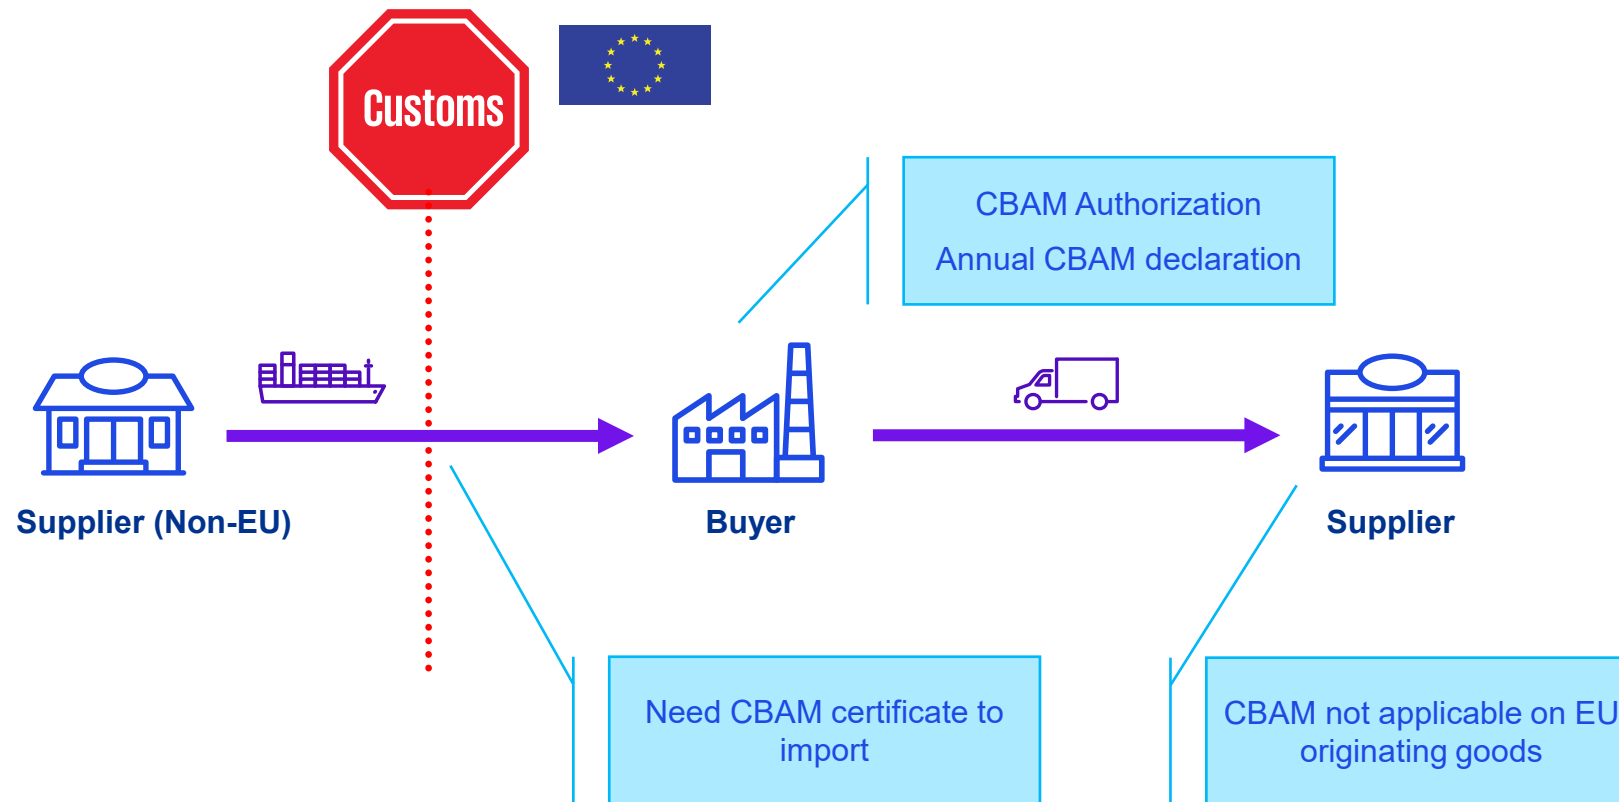 Customs
CBAM Authorization
Annual CBAM declaration
Supplier (Non-EU)
Buyer
Supplier
Need CBAM certificate to
import
CBAM not applicable on EU
originating goods